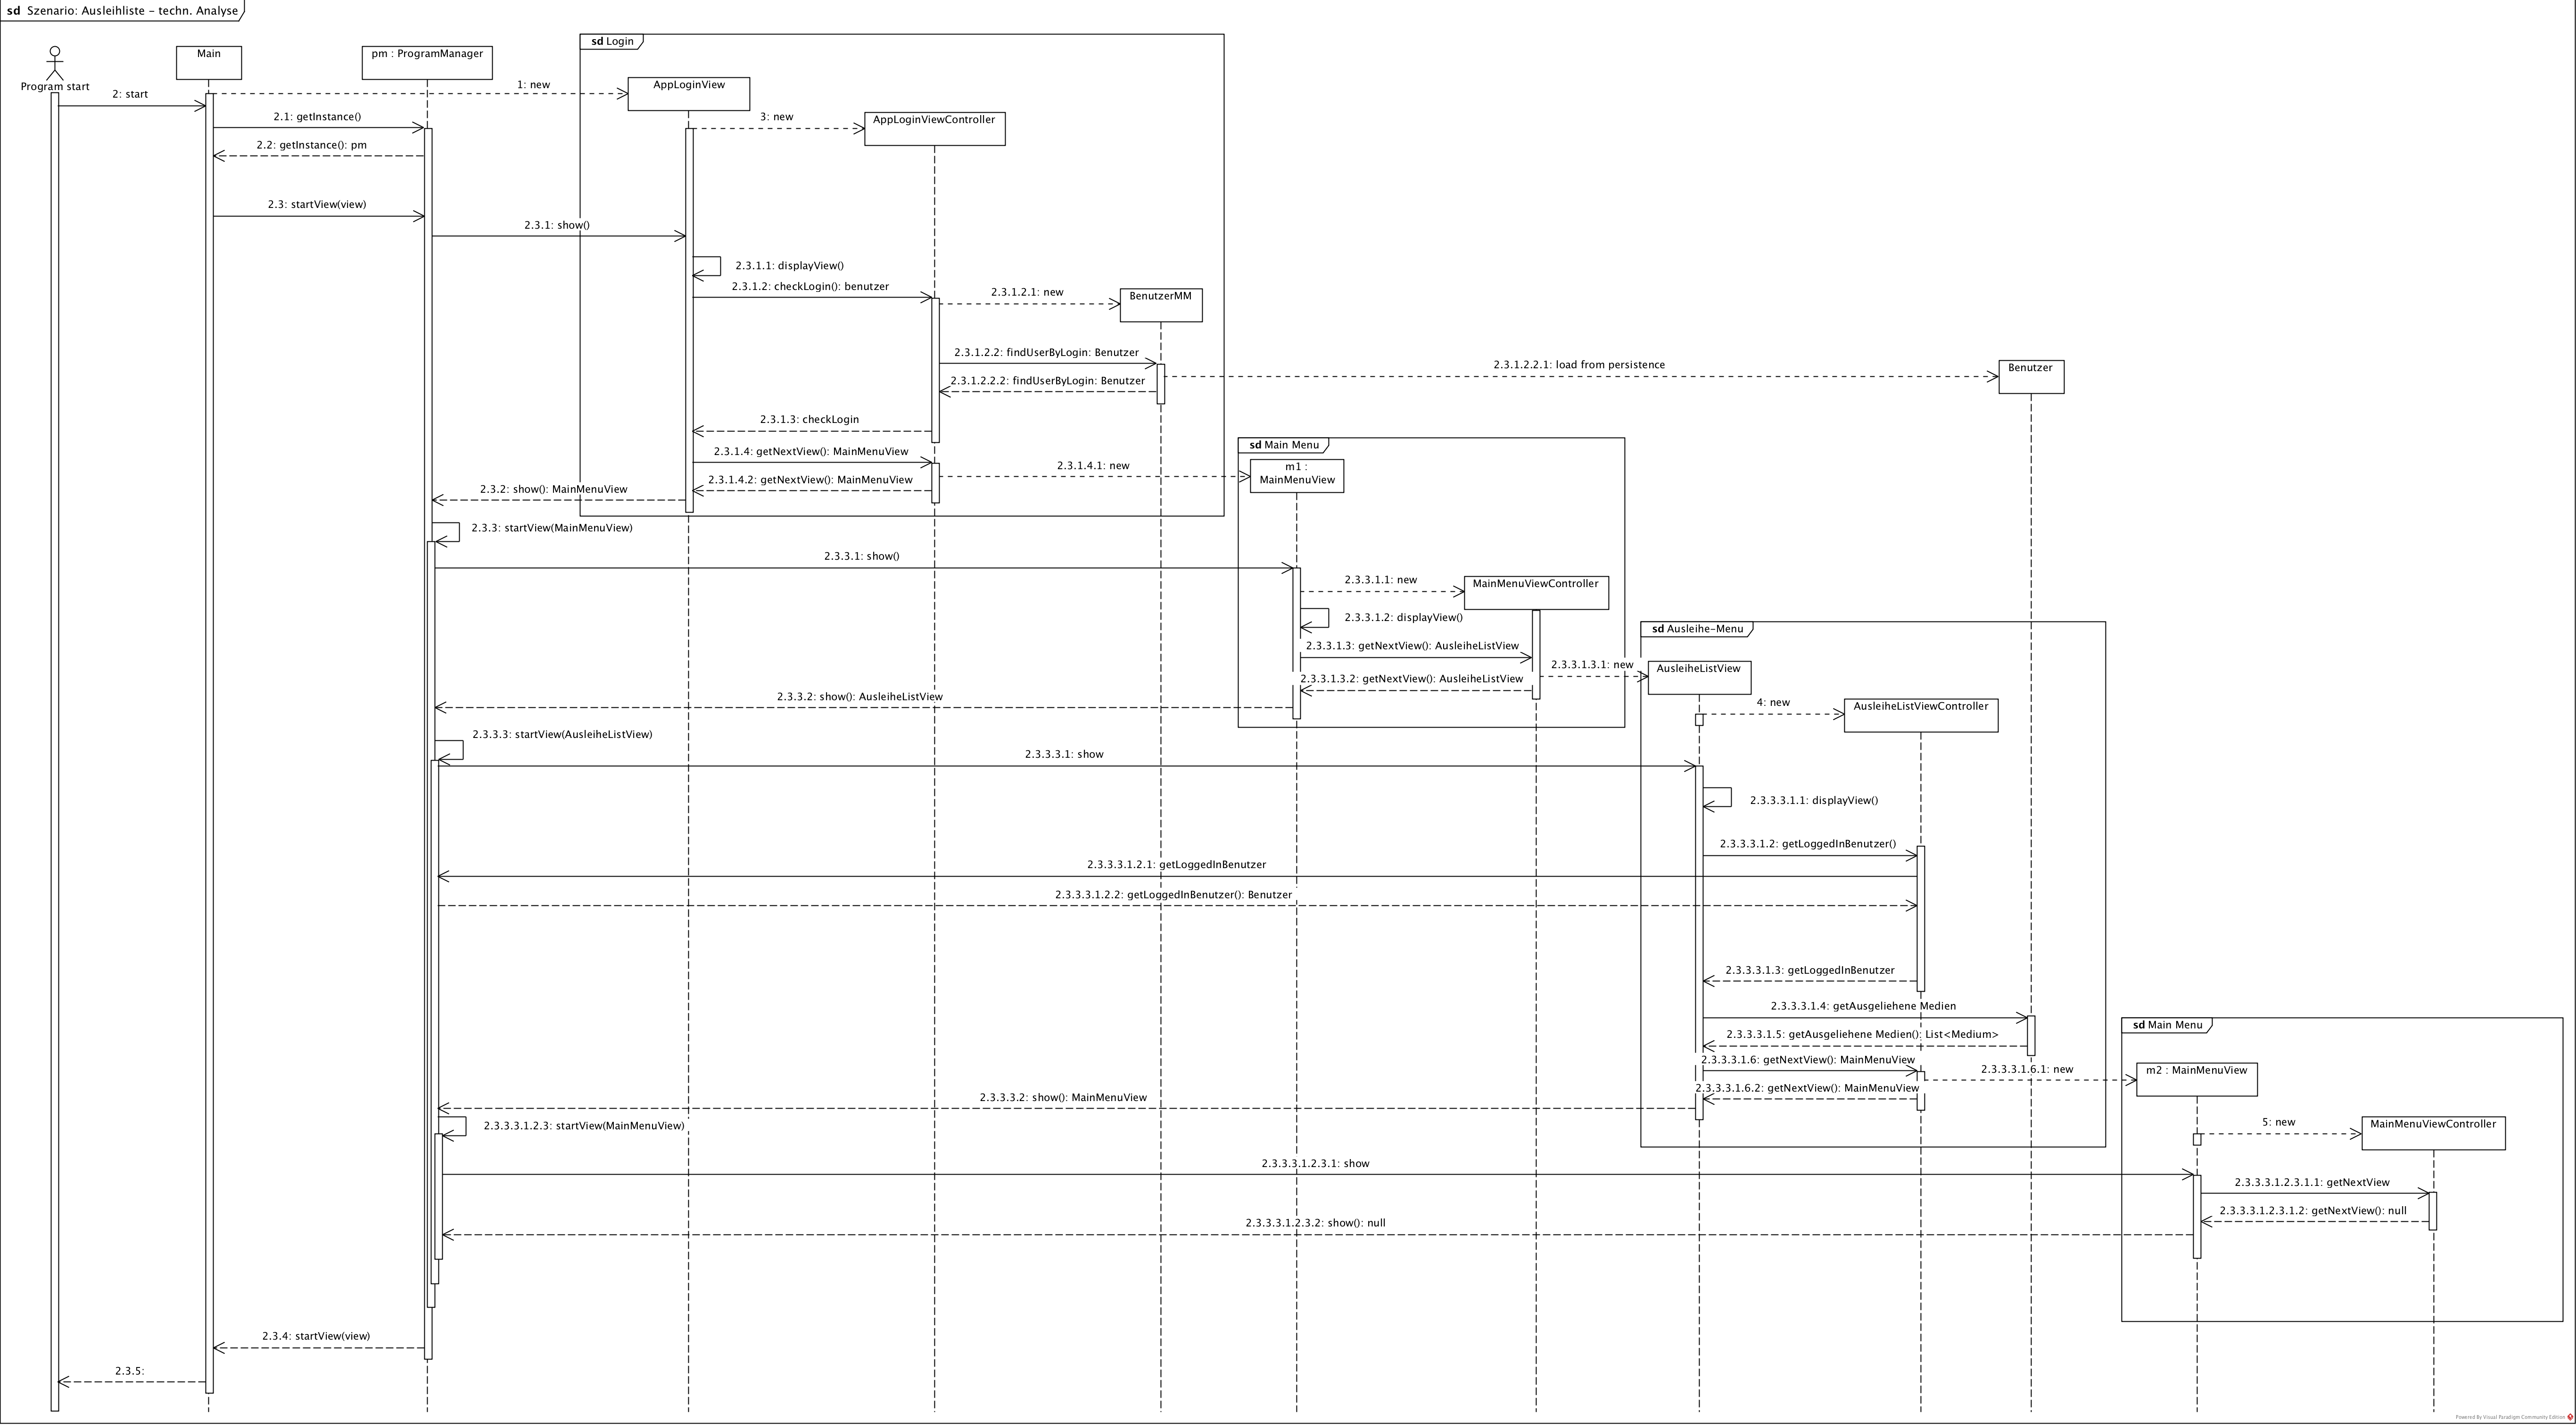 sd Szenario: Ausleihliste - techn. Analyse
sd Login
Program start
Main
pm : ProgramManager
AppLoginView
1: new
2: start
AppLoginViewController
3: new
2.1: getInstance()
2.2: getInstance(): pm
2.3: startView(view)
2.3.1: show()
2.3.1.1: displayView()
2.3.1.2: checkLogin(): benutzer
2.3.1.2.1: new
BenutzerMM
2.3.1.2.2: findUserByLogin: Benutzer
2.3.1.2.2.1: load from persistence
Benutzer
2.3.1.2.2.2: findUserByLogin: Benutzer
2.3.1.3: checkLogin
sd Main Menu
2.3.1.4: getNextView(): MainMenuView
2.3.1.4.1: new
m1 :
MainMenuView
2.3.1.4.2: getNextView(): MainMenuView
2.3.2: show(): MainMenuView
2.3.3: startView(MainMenuView)
2.3.3.1: show()
2.3.3.1.1: new
MainMenuViewController
2.3.3.1.2: displayView()
sd Ausleihe-Menu
2.3.3.1.3: getNextView(): AusleiheListView
2.3.3.1.3.1: new
AusleiheListView
2.3.3.1.3.2: getNextView(): AusleiheListView
2.3.3.2: show(): AusleiheListView
4: new
AusleiheListViewController
2.3.3.3: startView(AusleiheListView)
2.3.3.3.1: show
2.3.3.3.1.1: displayView()
2.3.3.3.1.2: getLoggedInBenutzer()
2.3.3.3.1.2.1: getLoggedInBenutzer
2.3.3.3.1.2.2: getLoggedInBenutzer(): Benutzer
2.3.3.3.1.3: getLoggedInBenutzer
2.3.3.3.1.4: getAusgeliehene Medien
sd Main Menu
2.3.3.3.1.5: getAusgeliehene Medien(): List<Medium>
2.3.3.3.1.6: getNextView(): MainMenuView
2.3.3.3.1.6.1: new
m2 : MainMenuView
2.3.3.3.1.6.2: getNextView(): MainMenuView
2.3.3.3.2: show(): MainMenuView
2.3.3.3.1.2.3: startView(MainMenuView)
5: new
MainMenuViewController
2.3.3.3.1.2.3.1: show
2.3.3.3.1.2.3.1.1: getNextView
2.3.3.3.1.2.3.1.2: getNextView(): null
2.3.3.3.1.2.3.2: show(): null
2.3.4: startView(view)
2.3.5:
Powered By Visual Paradigm Community Edition